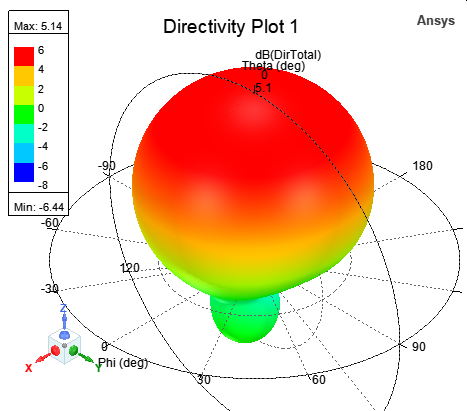 Directivity Plot 1
Ansys
Max: 5.14
6
4
2
0
-2
-4
-6
-8
Min: -6.44
dB(DirTotal)
Theta (deg)
0
5.1
-90
180
-60
120
-30
Z
0
90
Phi (deg)
X
Y
30
60